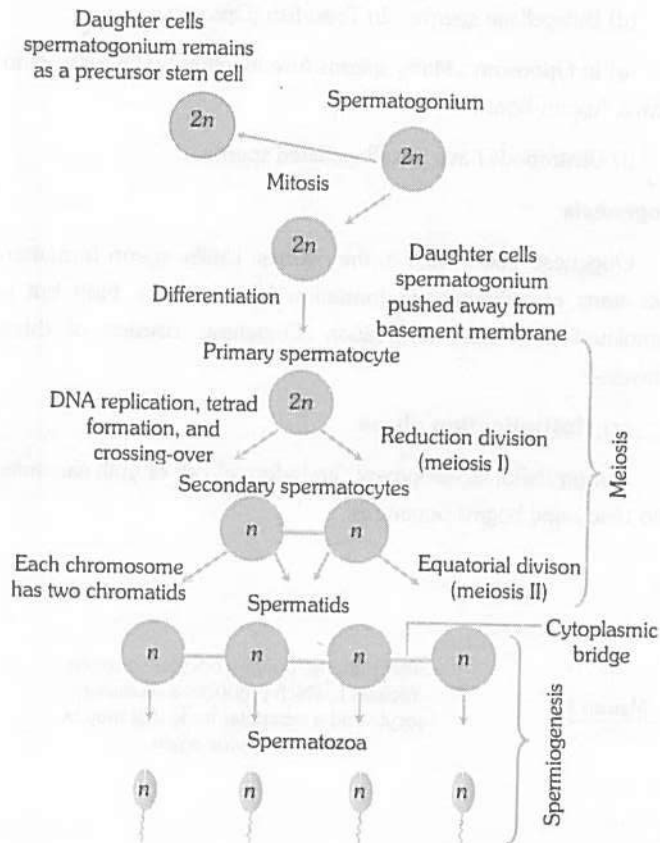 Daughter cells
spermatogonium remains
as a precursor stem cell
Spermatogonium
2n
2n
Mitosis
2n
Daughter cells
spermatogonium
pushed away from
basement membrane
Differentiation
Primary spermatocyte
2n
DNA replication, tetrad
formation, and
crossing-over
Reduction division
(meiosis I)
Meiosis
Secondary spermatocytes
n n
Each chromosome
has two chromatids
Equatorial divison
(meiosis II)
Spermatids
Cytoplasmic
bridge
n n n n
Spermatozoa
Spermiogenesis
n n n n